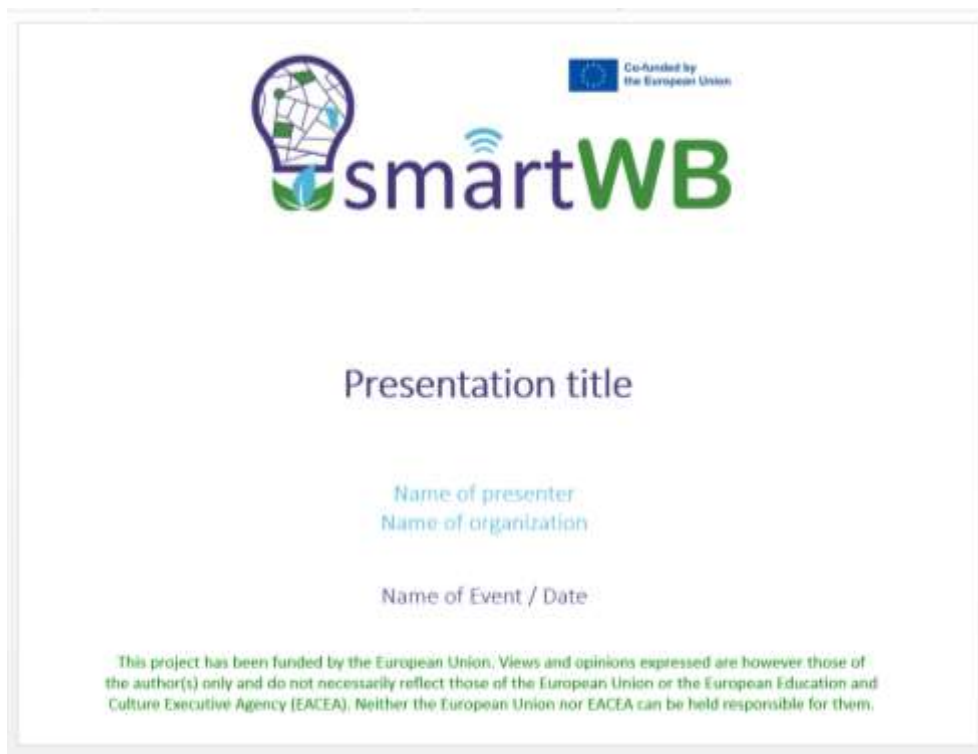 Co-funded by
the European Union
smartWB
Presentation title
Name of presenter
Name of organization
Name of Event / Date
This project has been funded by the European Union. Views and opinions expressed are however those of
the author(s) only and do not necessarily reflect those of the European Union or the European Education and
Culture Executive Agency (EACEA). Neither the European Union nor EACEA can be held responsible for them.